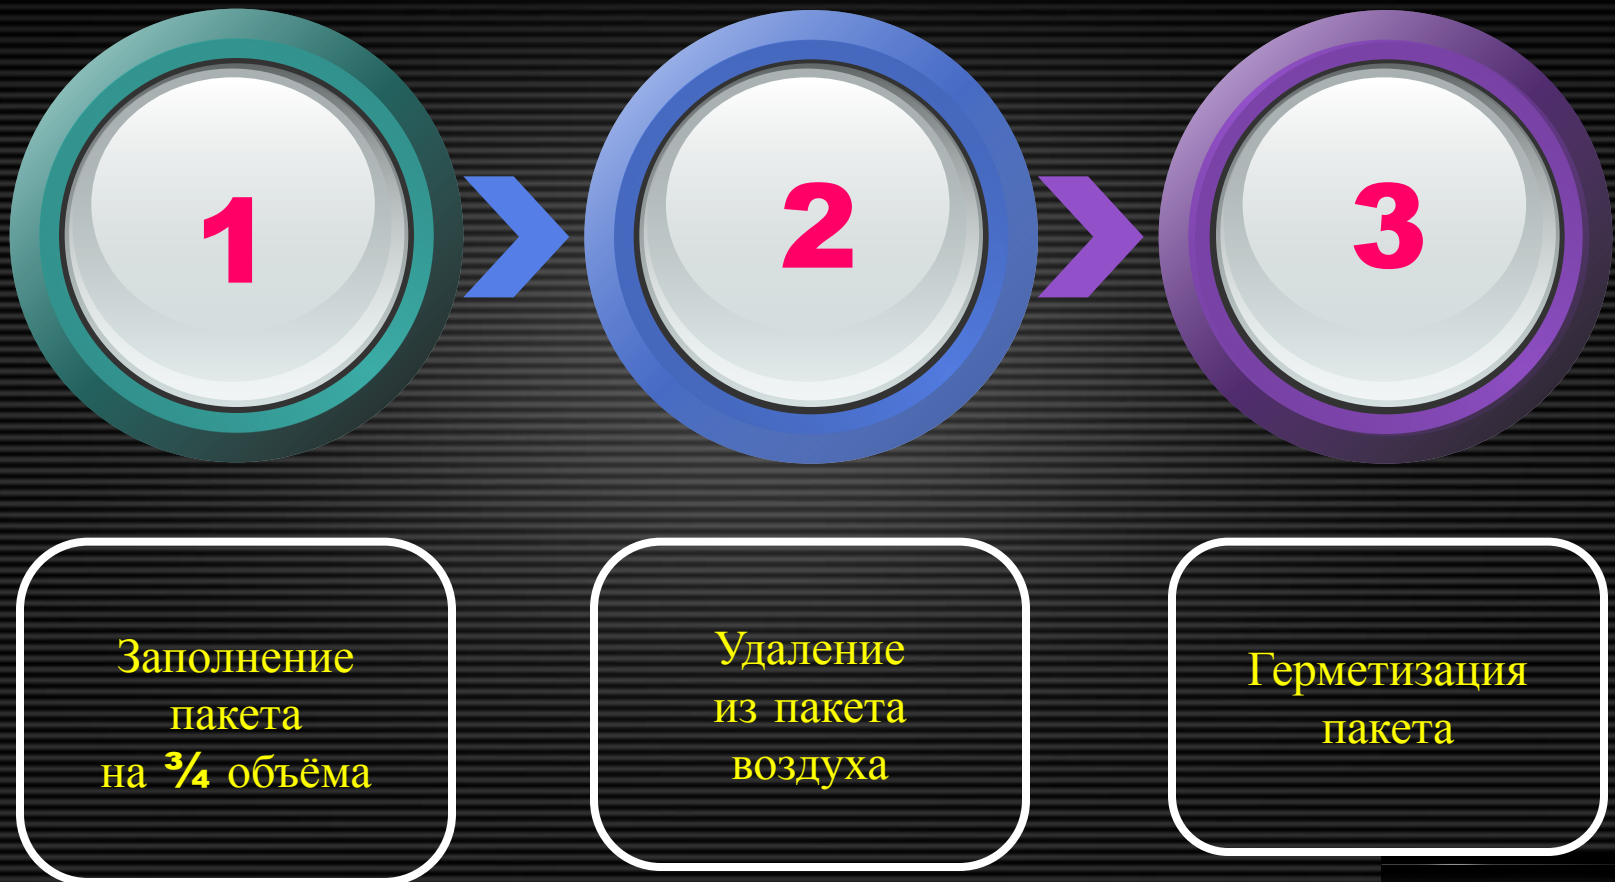 1
2
3
Заполнение
пакета
на ¾ объёма
Удаление
из пакета
воздуха
Герметизация
пакета